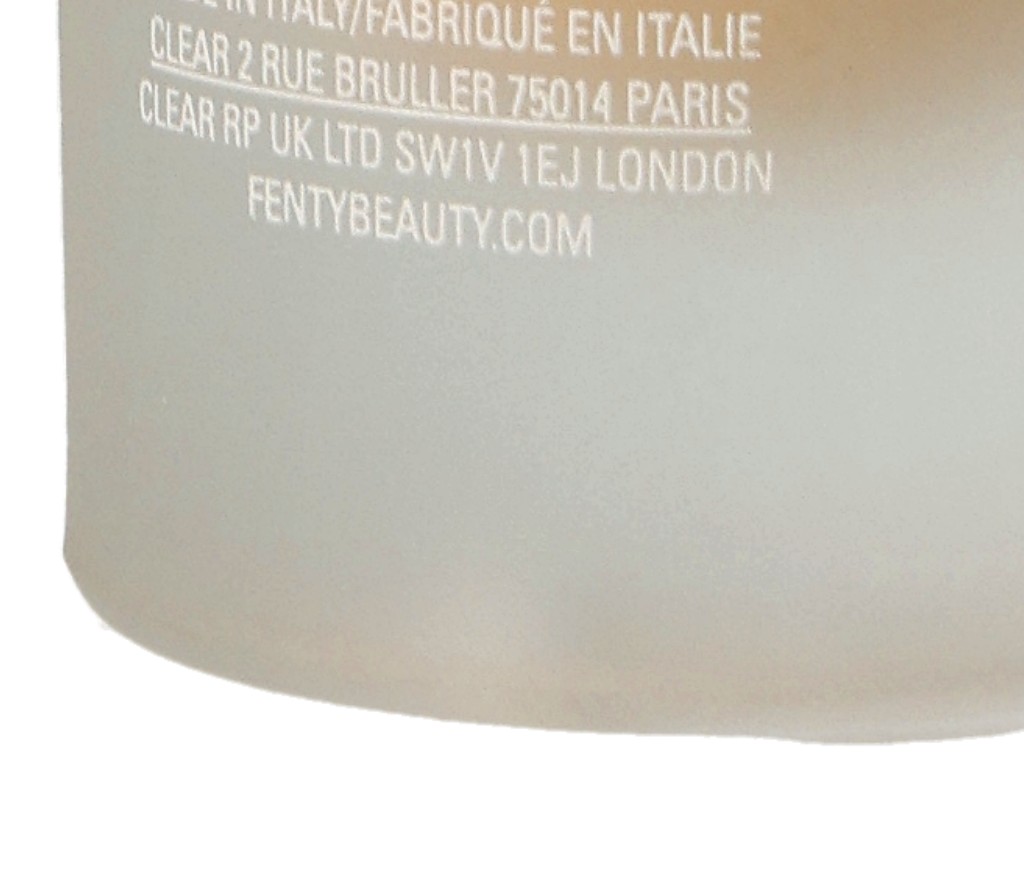 IN ITALY/FABRIQUÉ EN ITALIE
CLEAR 2 RUE BRULLER 75014 PARIS
CLEAR RP UK LTD SW1V 1EJ LONDON
FENTYBEAUTY.COM